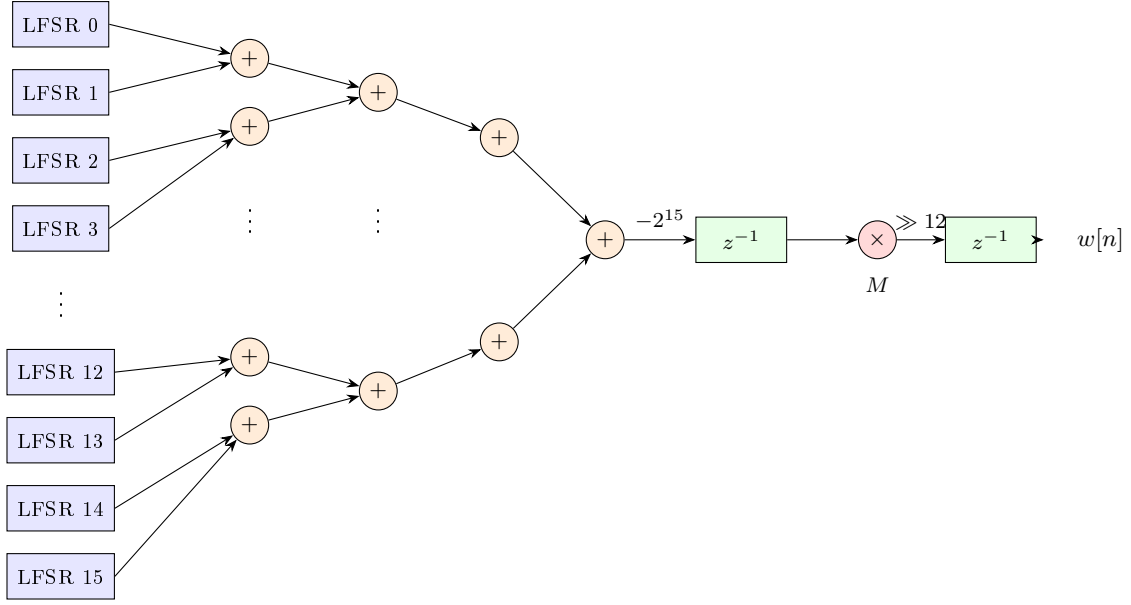 LFSR 0
LFSR 1
LFSR 2
LFSR 3
⋮
LFSR 12
LFSR 13
LFSR 14
LFSR 15
+
+
+
+
⋮
+
+
⋮
+
+
+
−2^15
z^−1
×
M
≫ 12
z^−1
w[n]